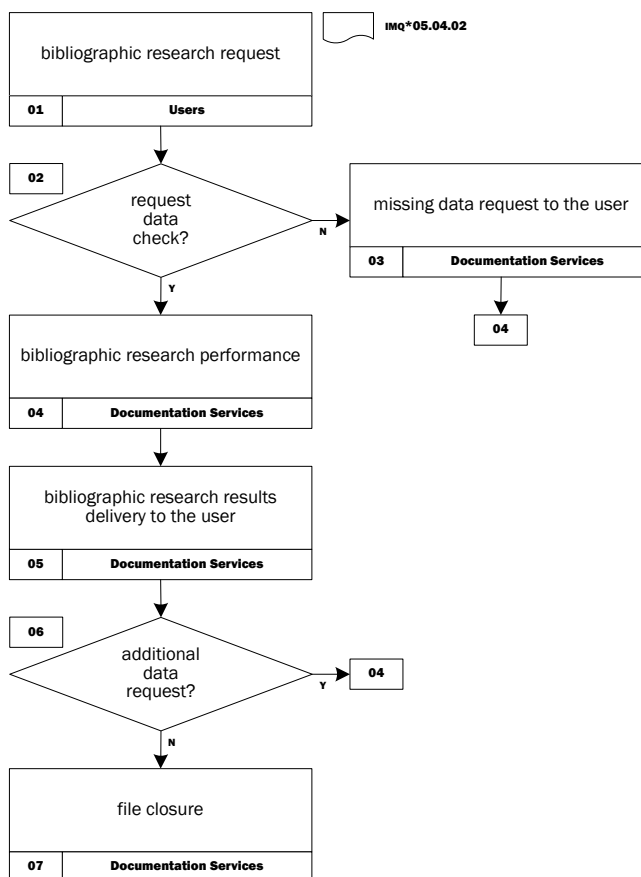 IMQ*05.04.02
bibliographic research request
01 Users
02
request
data
check?
N
Y
missing data request to the user
03 Documentation Services
04
bibliographic research performance
04 Documentation Services
bibliographic research results
delivery to the user
05 Documentation Services
06
additional
data
request?
Y
04
N
file closure
07 Documentation Services